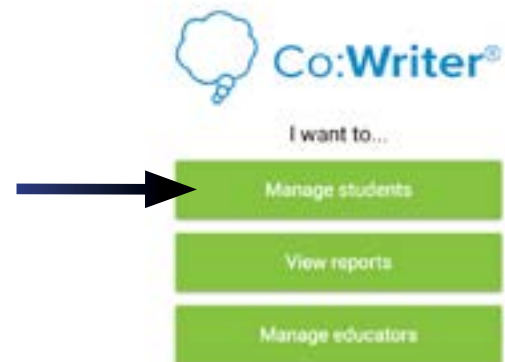 Co:Writer®
I want to...
Manage students
View reports
Manage educators